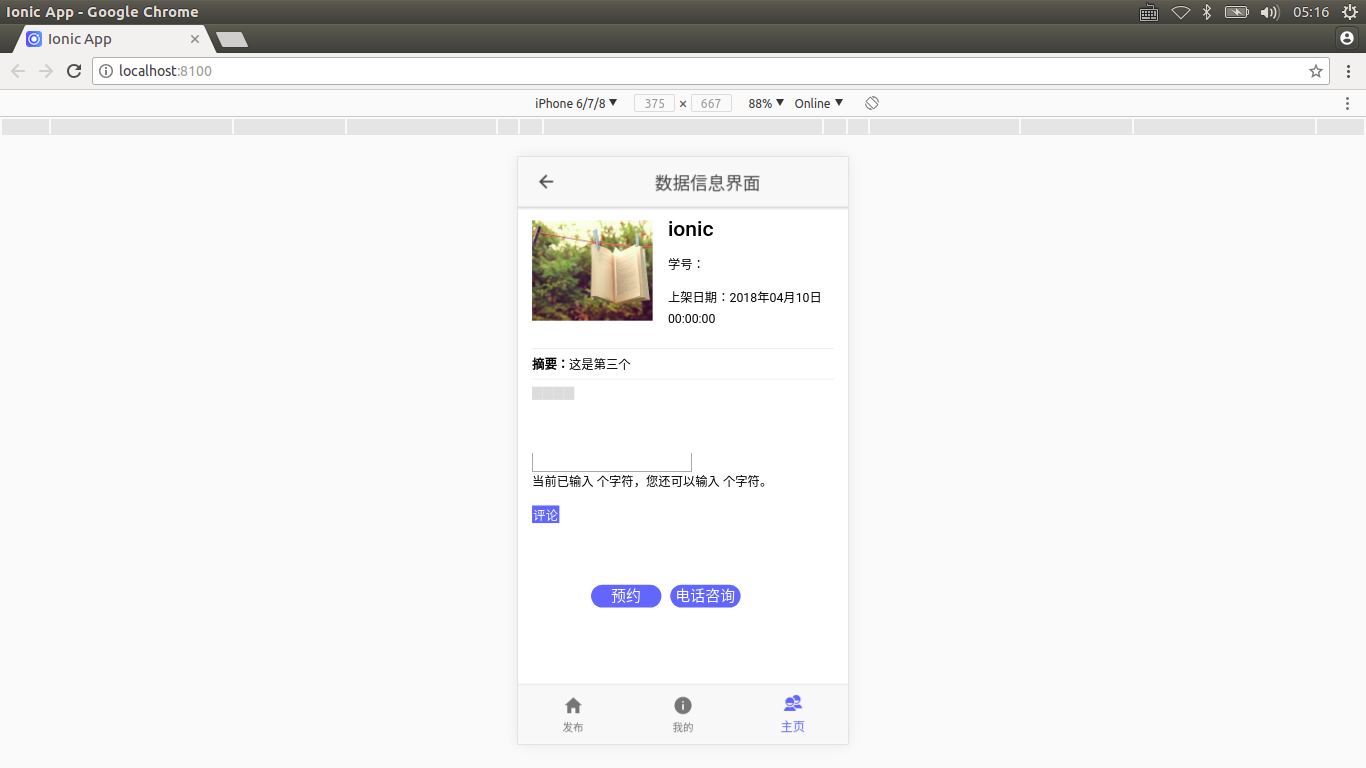 Ionic App - Google Chrome
05:16
Ionic App
localhost:8100
iPhone 6/7/8 ▼ 375 × 667 88% ▼ Online ▼
数据信息界面
ionic
学号：
上架日期：2018年04月10日
00:00:00
摘要：这是第三个
当前已输入 个字符，您还可以输入 个字符。
评论
预约 电话咨询
发布 我的 主页